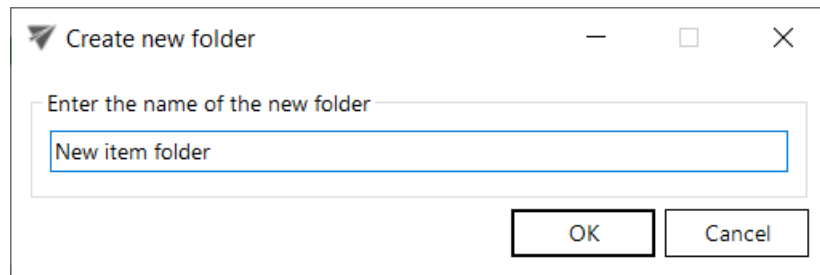 Create new folder
Enter the name of the new folder
New item folder
OK
Cancel